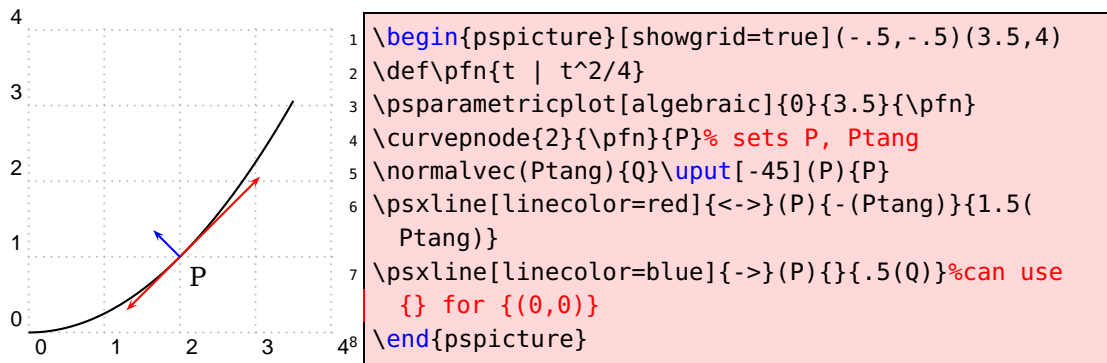 4
3
2
1
0
0 1 2 3 4
P
1 \begin{pspicture}[showgrid=true](-.5,-.5)(3.5,4)
2 \def\pfn{t | t^2/4}
3 \psparametricplot[algebraic]{0}{3.5}{\pfn}
4 \curvepnode{2}{\pfn}{P}% sets P, Ptang
5 \normalvec(Ptang){Q}\uput[-45](P){P}
6 \psxline[linecolor=red]{<->}(P){-(Ptang)}{1.5(
Ptang)}
7 \psxline[linecolor=blue]{->}(P){}{.5(Q)}%can use
{} for {(0,0)}
8 \end{pspicture}